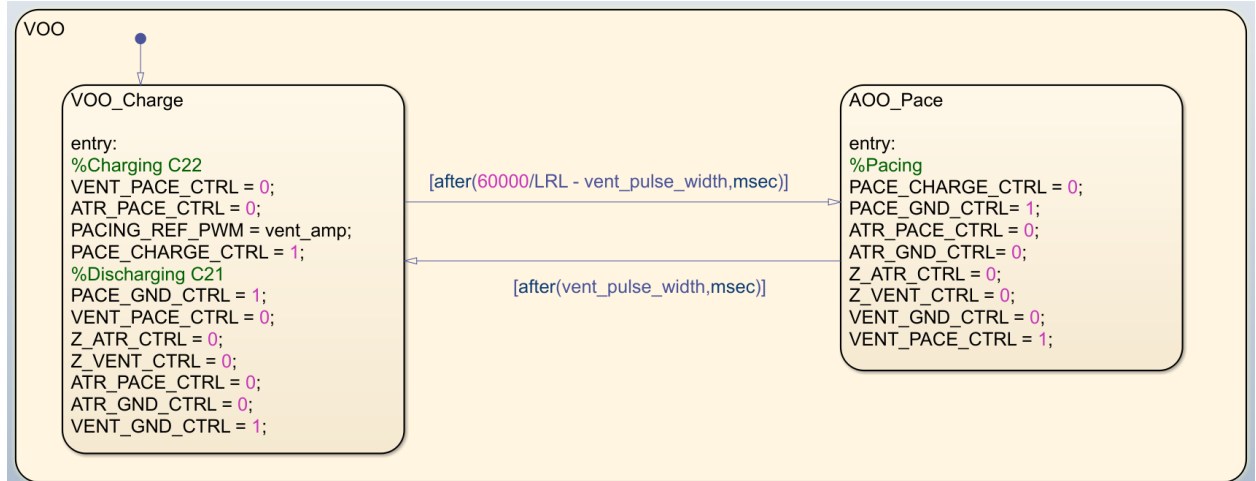 VOO
VOO_Charge
entry:
%Charging C22
VENT_PACE_CTRL = 0;
ATR_PACE_CTRL = 0;
PACING_REF_PWM = vent_amp;
PACE_CHARGE_CTRL = 1;
%Discharging C21
PACE_GND_CTRL = 1;
VENT_PACE_CTRL = 0;
Z_ATR_CTRL = 0;
Z_VENT_CTRL = 0;
ATR_PACE_CTRL = 0;
ATR_GND_CTRL = 0;
VENT_GND_CTRL = 1;
[after(60000/LRL - vent_pulse_width,msec)]
[after(vent_pulse_width,msec)]
AOO_Pace
entry:
%Pacing
PACE_CHARGE_CTRL = 0;
PACE_GND_CTRL= 1;
ATR_PACE_CTRL = 0;
ATR_GND_CTRL= 0;
Z_ATR_CTRL = 0;
Z_VENT_CTRL = 0;
VENT_GND_CTRL = 0;
VENT_PACE_CTRL = 1;